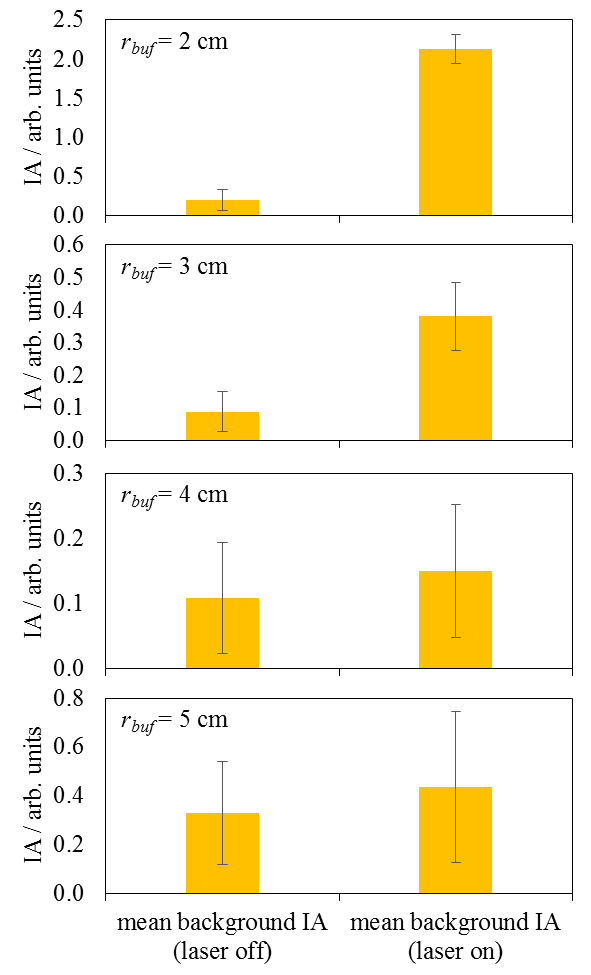 2.5
2.0
1.5
1.0
0.5
0.0
IA / arb. units
r_buf = 2 cm
0.6
0.5
0.4
0.3
0.2
0.1
0.0
IA / arb. units
r_buf = 3 cm
0.3
0.2
0.1
0.0
IA / arb. units
r_buf = 4 cm
0.8
0.6
0.4
0.2
0.0
IA / arb. units
r_buf = 5 cm
mean background IA
(laser off)
mean background IA
(laser on)